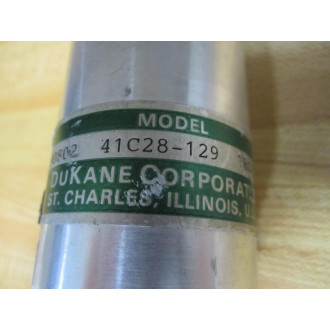 MODEL
41C28-129
DUKANE CORPORAT
ST. CHARLES, ILLINOIS, U